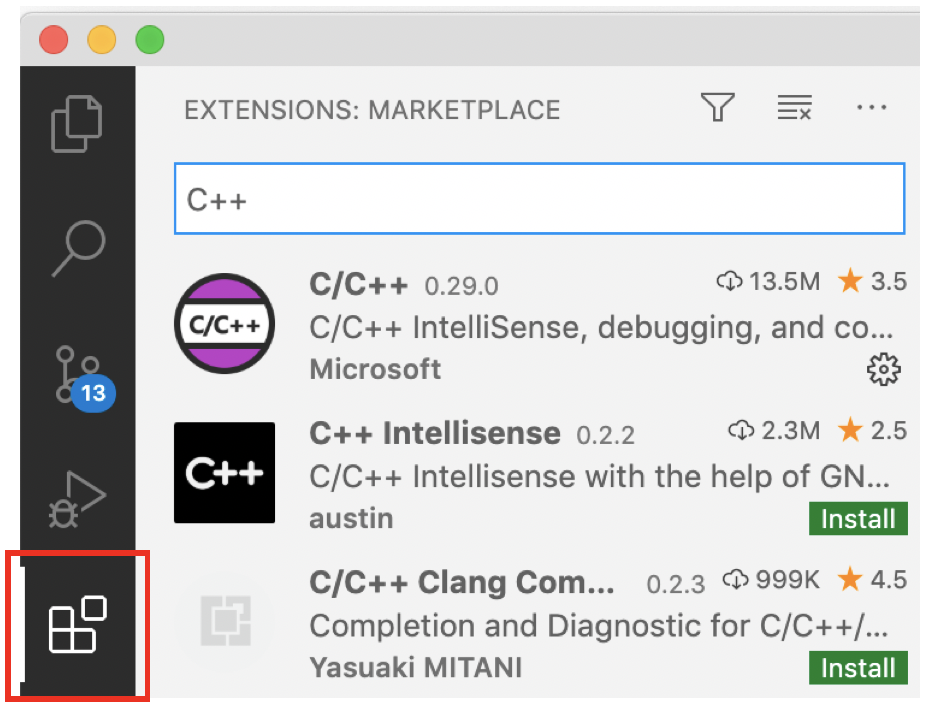 EXTENSIONS: MARKETPLACE
C++
C/C++ 0.29.0 13.5M 3.5
C/C++
C/C++ IntelliSense, debugging, and co...
Microsoft
13
C++ Intellisense 0.2.2 2.3M 2.5
C++
C/C++ Intellisense with the help of GN...
austin
Install
C/C++ Clang Com... 0.2.3 999K 4.5
Completion and Diagnostic for C/C++/...
Yasuaki MITANI
Install